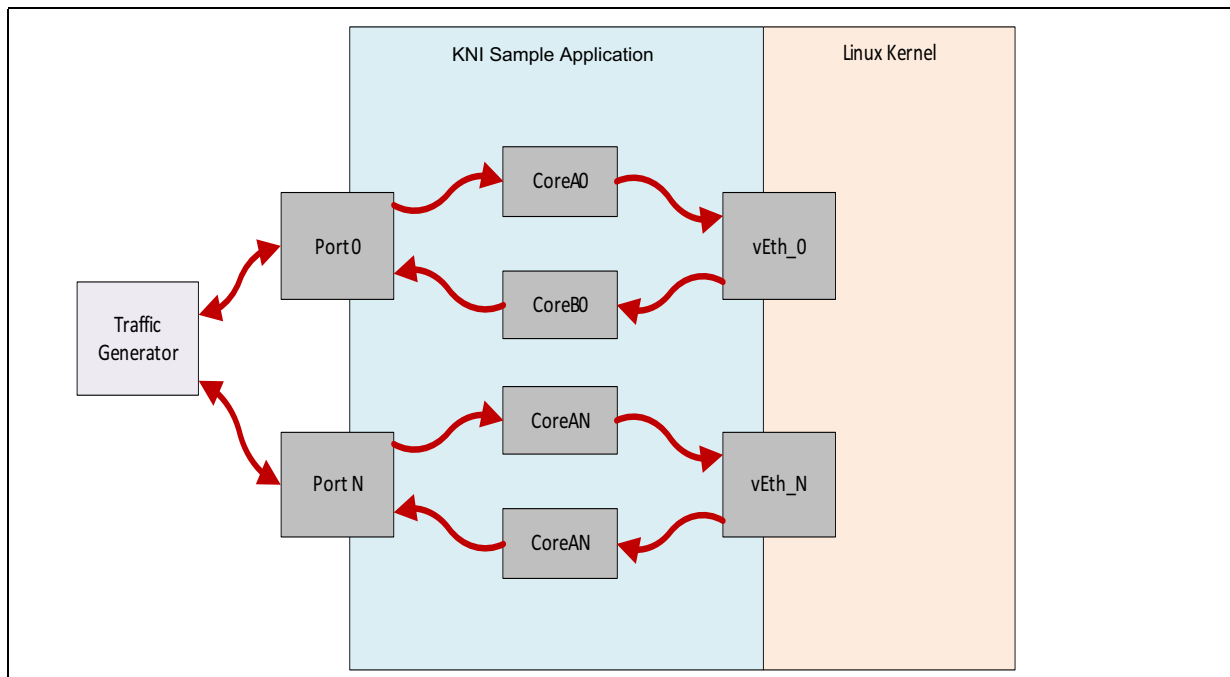 KNI Sample Application
Linux Kernel
CoreA0
Port 0
vEth_0
CoreB0
Traffic
Generator
CoreAN
Port N
vEth_N
CoreAN